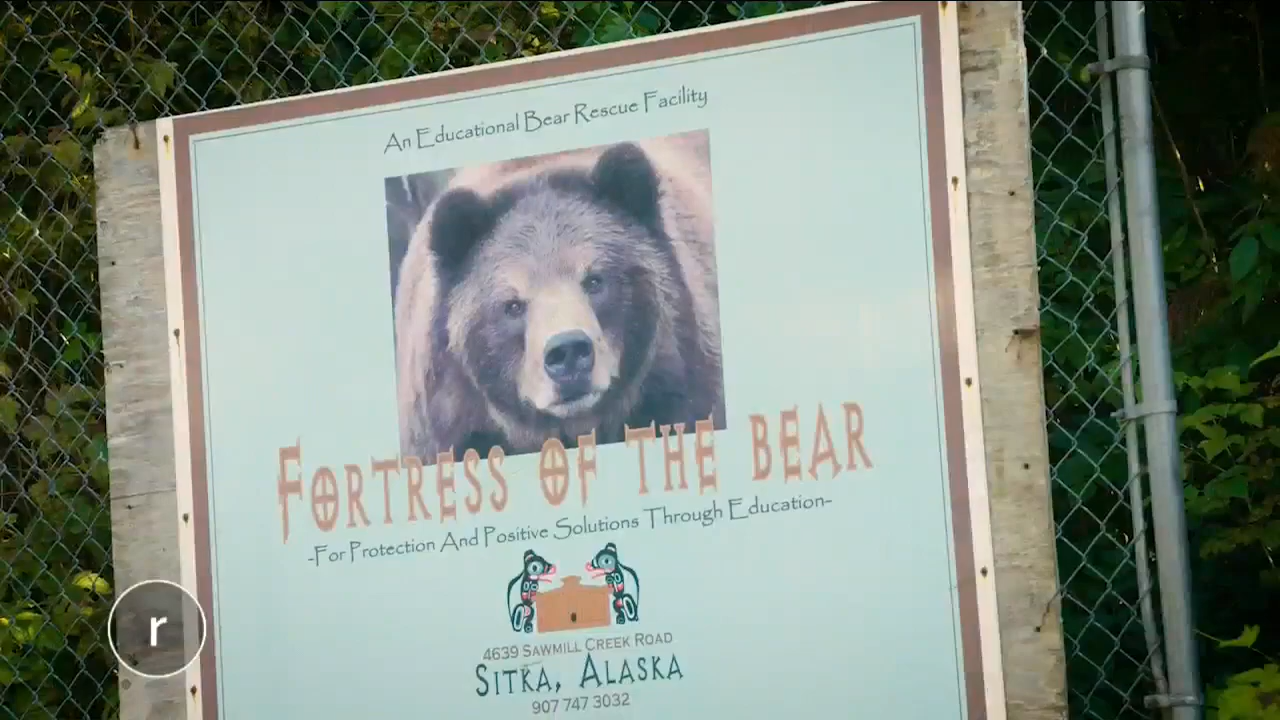 An Educational Bear Rescue Facility
FORTRESS OF THE BEAR
-For Protection And Positive Solutions Through Education-
4639 SAWMILL CREEK ROAD
SITKA, ALASKA
907 747 3032
r